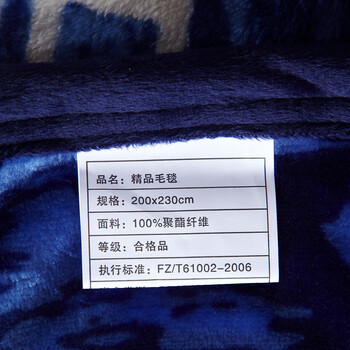 品名：精品毛毯
规格：200x230cm
面料：100%聚酯纤维
等级：合格品
执行标准：FZ/T61002-2006